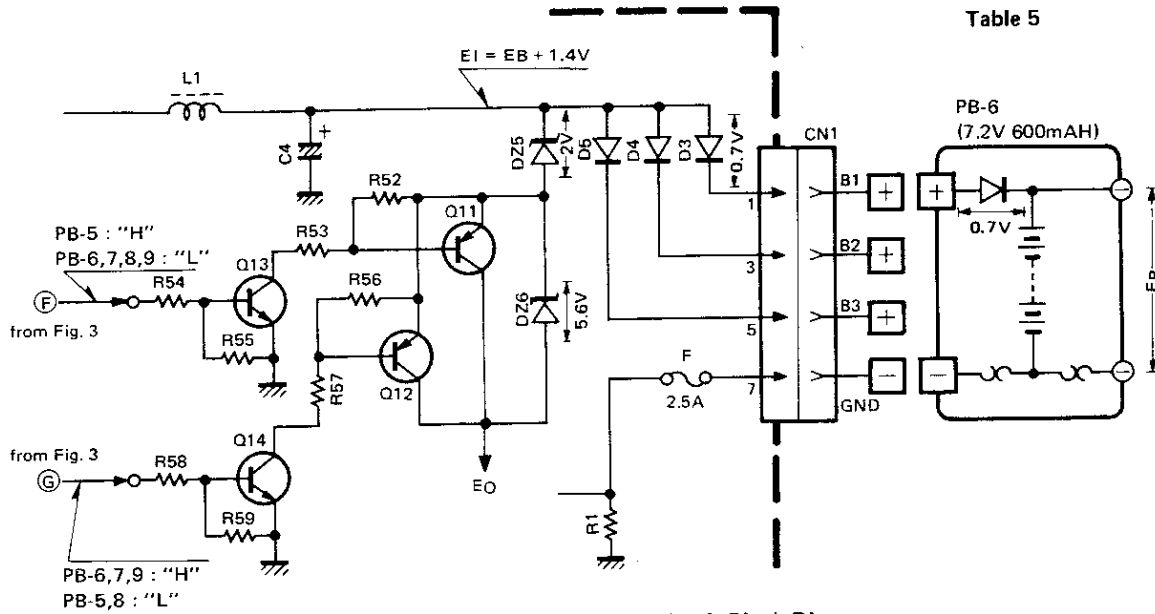 Table 5
L1
EI = EB + 1.4V
PB-6
(7.2V 600mAH)
C4
+
DZ5
2V
D5
D4
D3
0.7V
CN1
B1
+
+
−
R52
Q11
1
0.7V
R53
PB-5 : "H"
PB-6,7,8,9 : "L"
Q13
B2
+
3
R56
F
R54
from Fig. 3
DZ6
5.6V
EB
B3
+
5
R55
R57
Q12
F
2.5A
7
−
−
−
GND
from Fig. 3
Q14
G
R58
EO
R59
R1
PB-6,7,9 : "H"
PB-5,8 : "L"